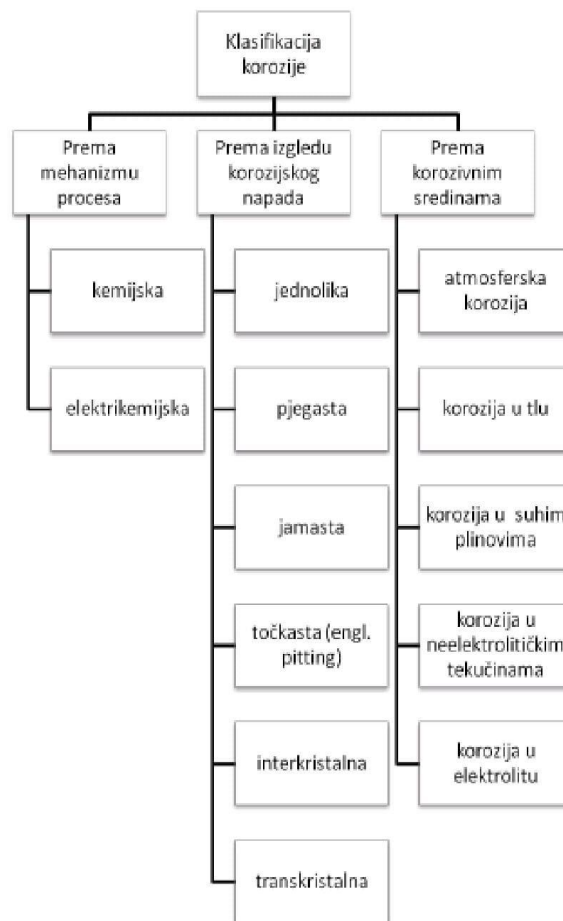 Klasifikacija
korozije
Prema
mehanizmu
procesa
kemijska
elektrikemijska
Prema izgledu
korozijskog
napada
jednolika
pjegasta
jamasta
točkasta (engl.
pitting)
interkristalna
transkristalna
Prema
korozivnim
sredinama
atmosferska
korozija
korozija u tlu
korozija u suhim
plinovima
korozija u
neelektrolitičkim
tekučinama
korozija u
elektrolitu